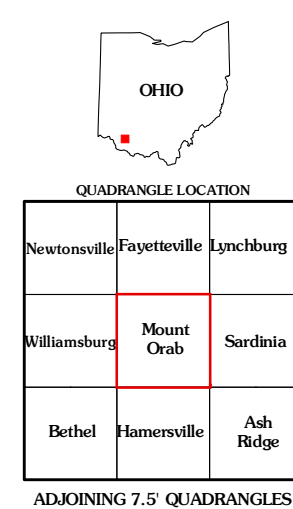 OHIO
QUADRANGLE LOCATION
Newtonsville Fayetteville Lynchburg
Williamsburg Mount Orab Sardinia
Bethel Hamersville Ash Ridge
ADJOINING 7.5' QUADRANGLES